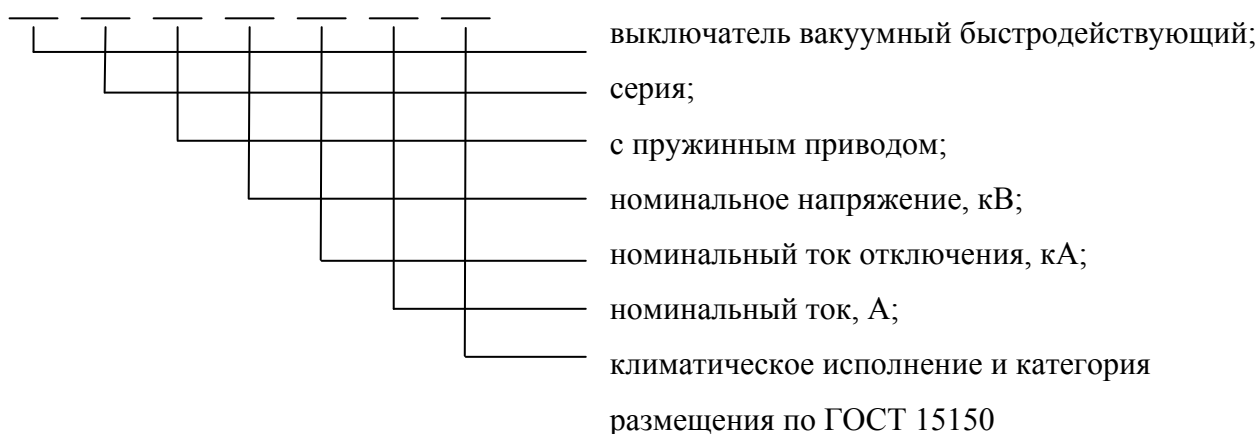 выключатель вакуумный быстродействующий;
серия;
с пружинным приводом;
номинальное напряжение, кВ;
номинальный ток отключения, кА;
номинальный ток, А;
климатическое исполнение и категория
размещения по ГОСТ 15150